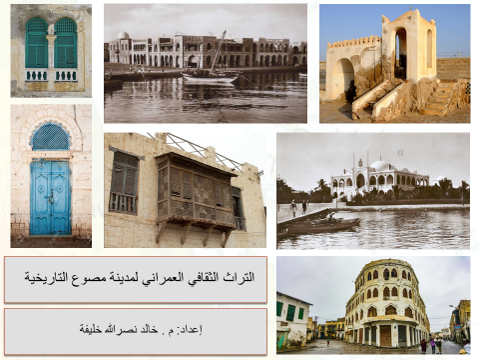 التراث الثقافي العمراني لمدينة مصوع التاريخية
إعداد: م . خالد نصرالله خليفة